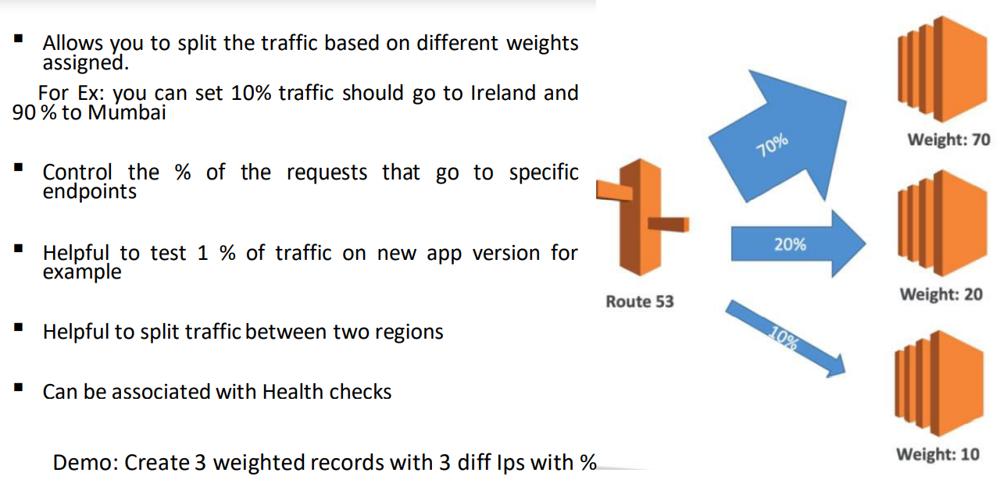 ▪ Allows you to split the traffic based on different weights
assigned.
For Ex: you can set 10% traffic should go to Ireland and
90 % to Mumbai
▪ Control the % of the requests that go to specific
endpoints
▪ Helpful to test 1 % of traffic on new app version for
example
▪ Helpful to split traffic between two regions
▪ Can be associated with Health checks
Demo: Create 3 weighted records with 3 diff Ips with %
Route 53
70%
20%
10%
Weight: 70
Weight: 20
Weight: 10